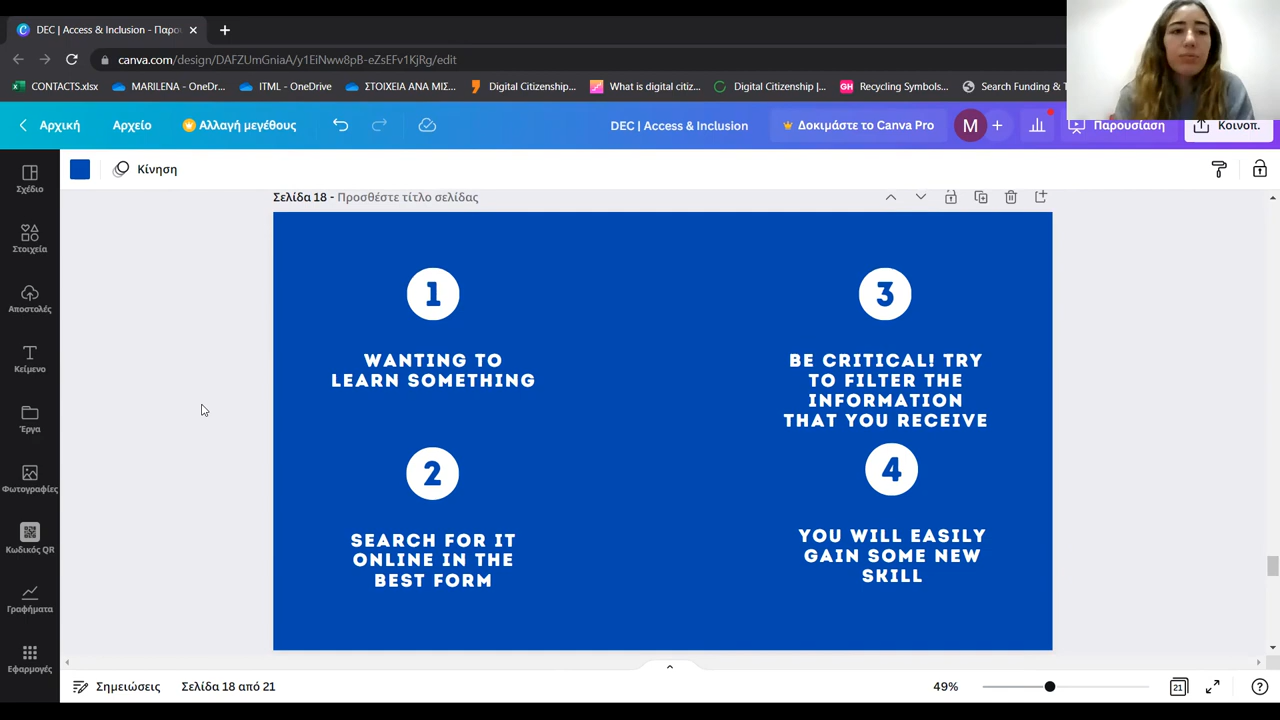 DEC | Access & Inclusion - Παρου
canva.com/design/DAFZUmGniaA/y1EiNww8pB-eZsEFv1KjRg/edit
CONTACTS.xlsx
MARILENA - OneDr...
ITML - OneDrive
ΣΤΟΙΧΕΙΑ ΑΝΑ ΜΙΣ...
Digital Citizenship...
What is digital citiz...
Digital Citizenship |...
GH
Recycling Symbols...
Search Funding & T
Αρχική
Αρχείο
Αλλαγή μεγέθους
DEC | Access & Inclusion
Δοκιμάστε το Canva Pro
M
Παρουσίαση
Κοινοπ.
Κίνηση
Σχέδιο
Στοιχεία
Αποστολές
Κείμενο
Έργα
Φωτογραφίες
Κωδικός QR
Γραφήματα
Εφαρμογές
Σελίδα 18 - Προσθέστε τίτλο σελίδας
1
WANTING TO
LEARN SOMETHING
2
SEARCH FOR IT
ONLINE IN THE
BEST FORM
3
BE CRITICAL! TRY
TO FILTER THE
INFORMATION
THAT YOU RECEIVE
4
YOU WILL EASILY
GAIN SOME NEW
SKILL
Σημειώσεις
Σελίδα 18 από 21
49%
21